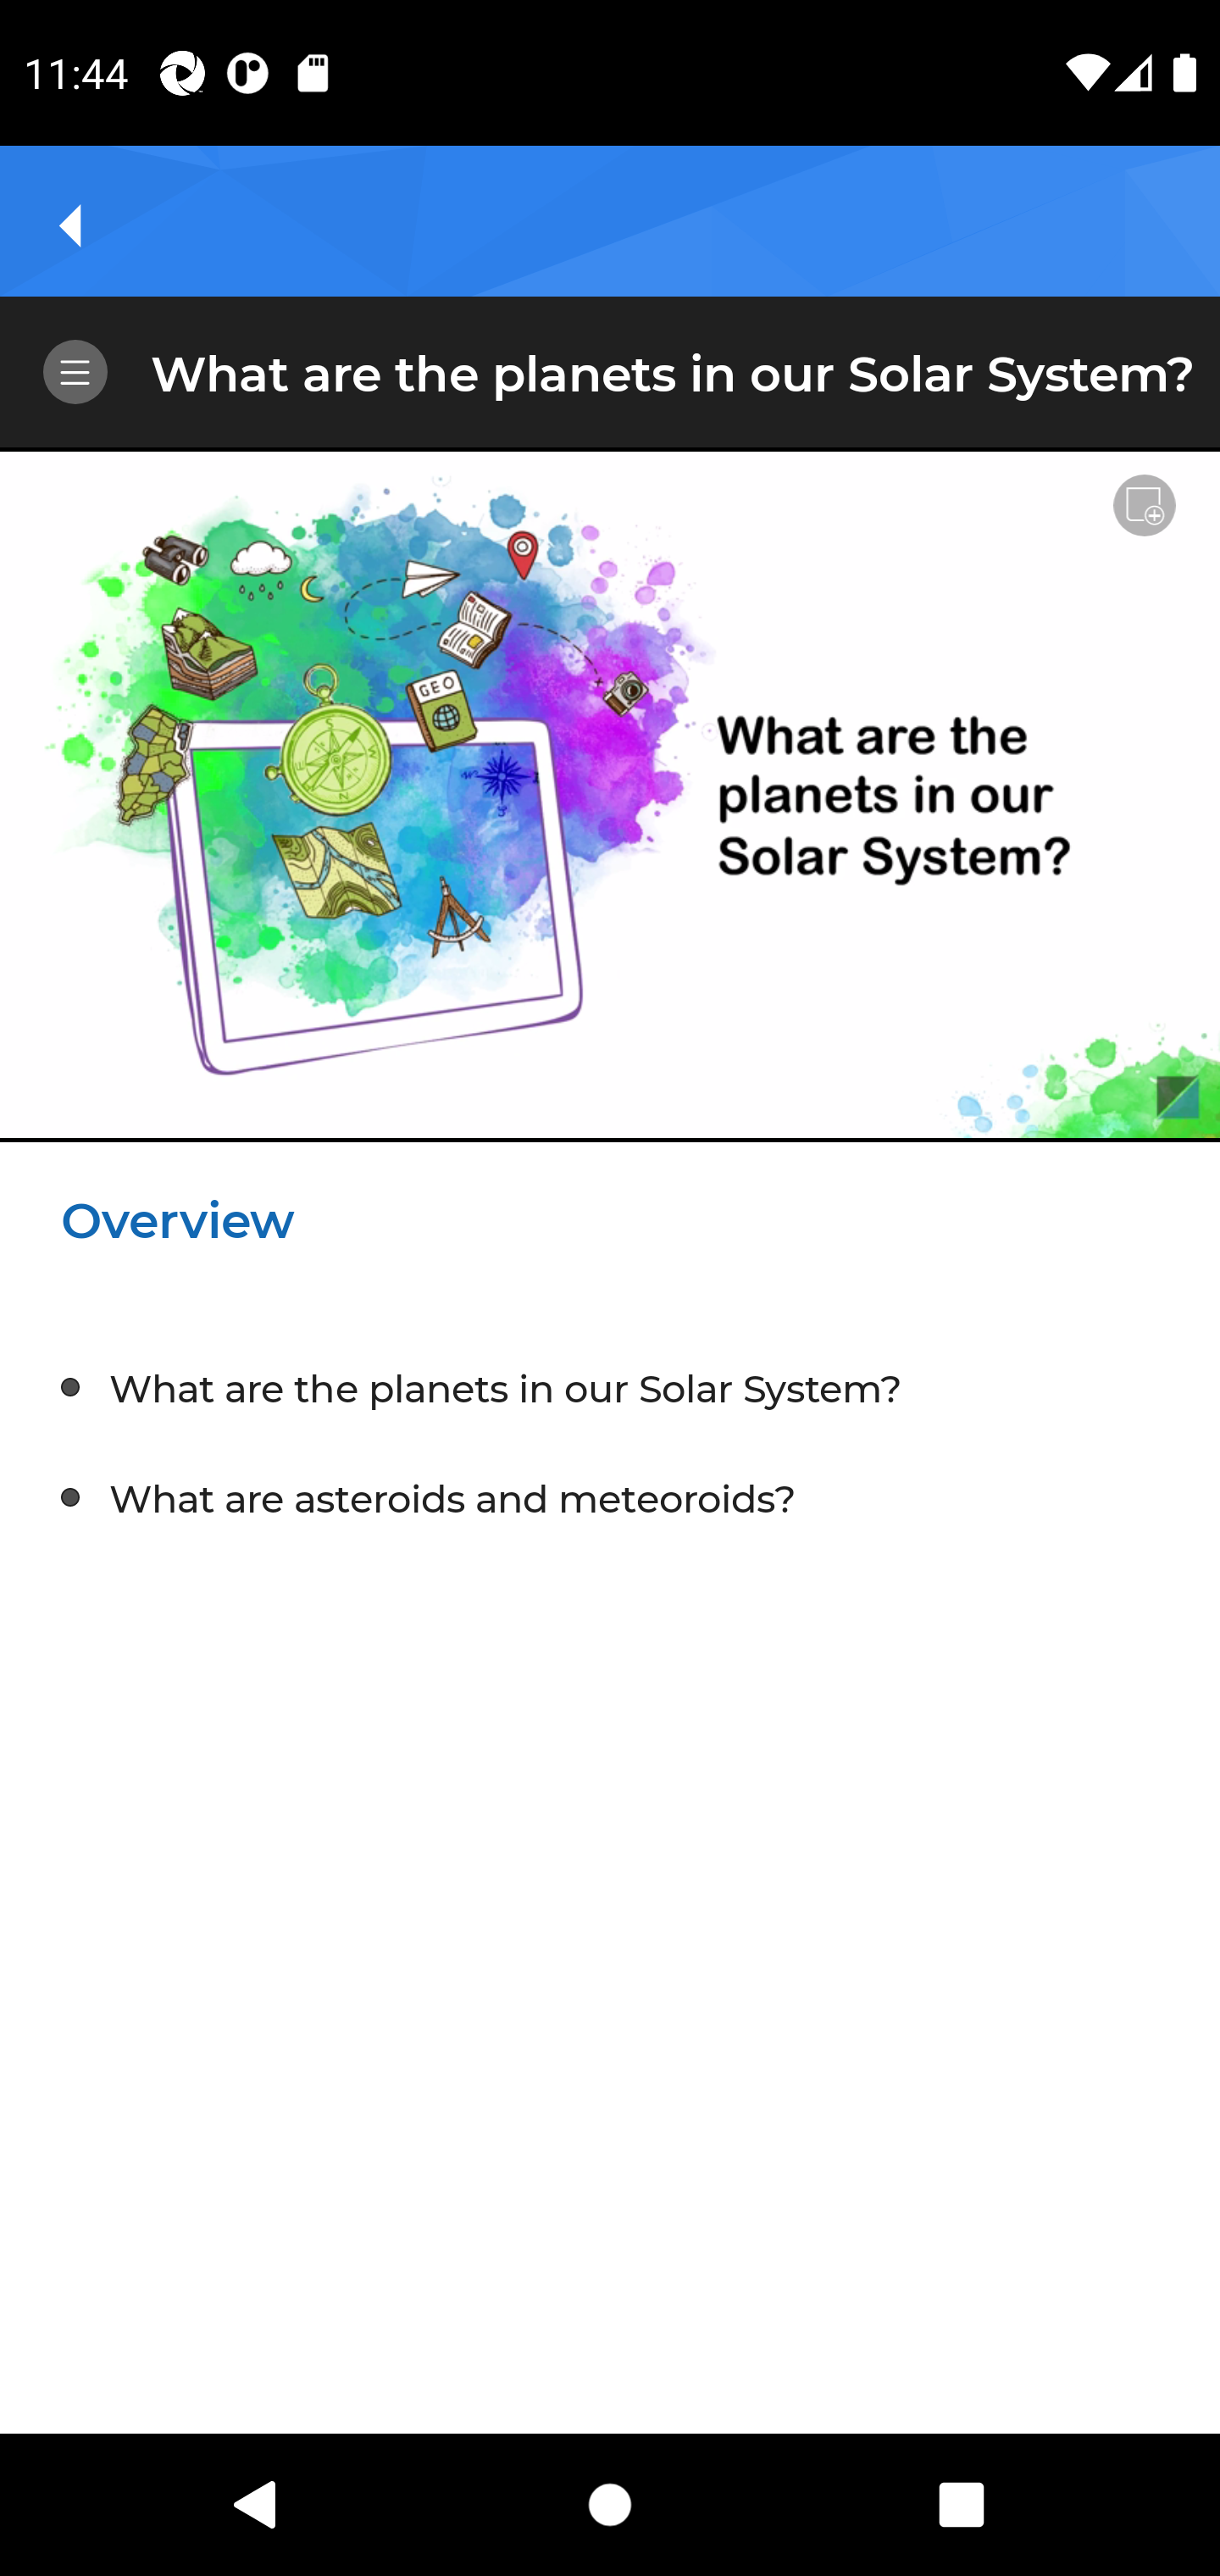 11:44
What are the planets in our Solar System?
GEO
What are the
planets in our
Solar System?
Overview
What are the planets in our Solar System?
What are asteroids and meteoroids?